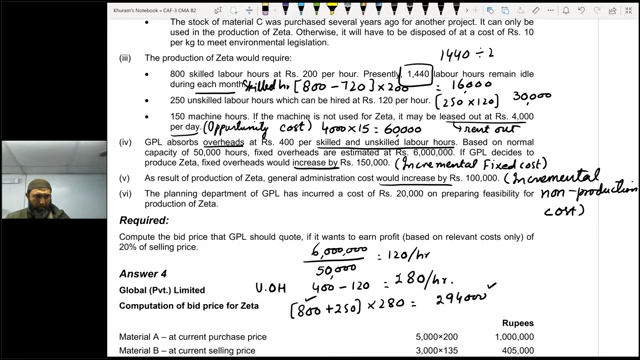 Khuram's screen - CAF-3 CMA B2
• The stock of material C was purchased several years ago for another project. It can only be
used in the production of Zeta. Otherwise, it will have to be disposed of at a cost of Rs. 10
per kg to meet environmental legislation.
1440 ÷ 2
(iii) The production of Zeta would require:
• 800 skilled labour hours at Rs. 200 per hour. Presently, 1,440 labour hours remain idle
during each month. Skilled hr [800 - 720] × 200 = 16000
• 250 unskilled labour hours which can be hired at Rs. 120 per hour. [250 × 120] 30,000
• 150 machine hours. If the machine is not used for Zeta, it may be leased out at Rs. 4,000
per day. (Opportunity cost) 4000 × 15 = 60000 → rent out
(iv) GPL absorbs overheads at Rs. 400 per skilled and unskilled labour hours. Based on normal
capacity of 50,000 hours, fixed overheads are estimated at Rs. 6,000,000. If GPL decides to
produce Zeta, fixed overheads would increase by Rs. 150,000. (Incremental Fixed cost)
(v) As result of production of Zeta, general administration cost would increase by Rs. 100,000. (Incremental
non-production
cost)
(vi) The planning department of GPL has incurred a cost of Rs. 20,000 on preparing feasibility for
production of Zeta.
Required:
Compute the bid price that GPL should quote, if it wants to earn profit (based on relevant costs only) of
20% of selling price.
6,000,000
50,000 = 120/hr
Answer 4
V.OH 400 - 120 = 280/hr.
Global (Pvt.) Limited
[800 + 250] × 280 = 294000
Computation of bid price for Zeta
Rupees
Material A – at current purchase price 5,000×200 1,000,000
Material B – at current selling price 3,000×135 405,000